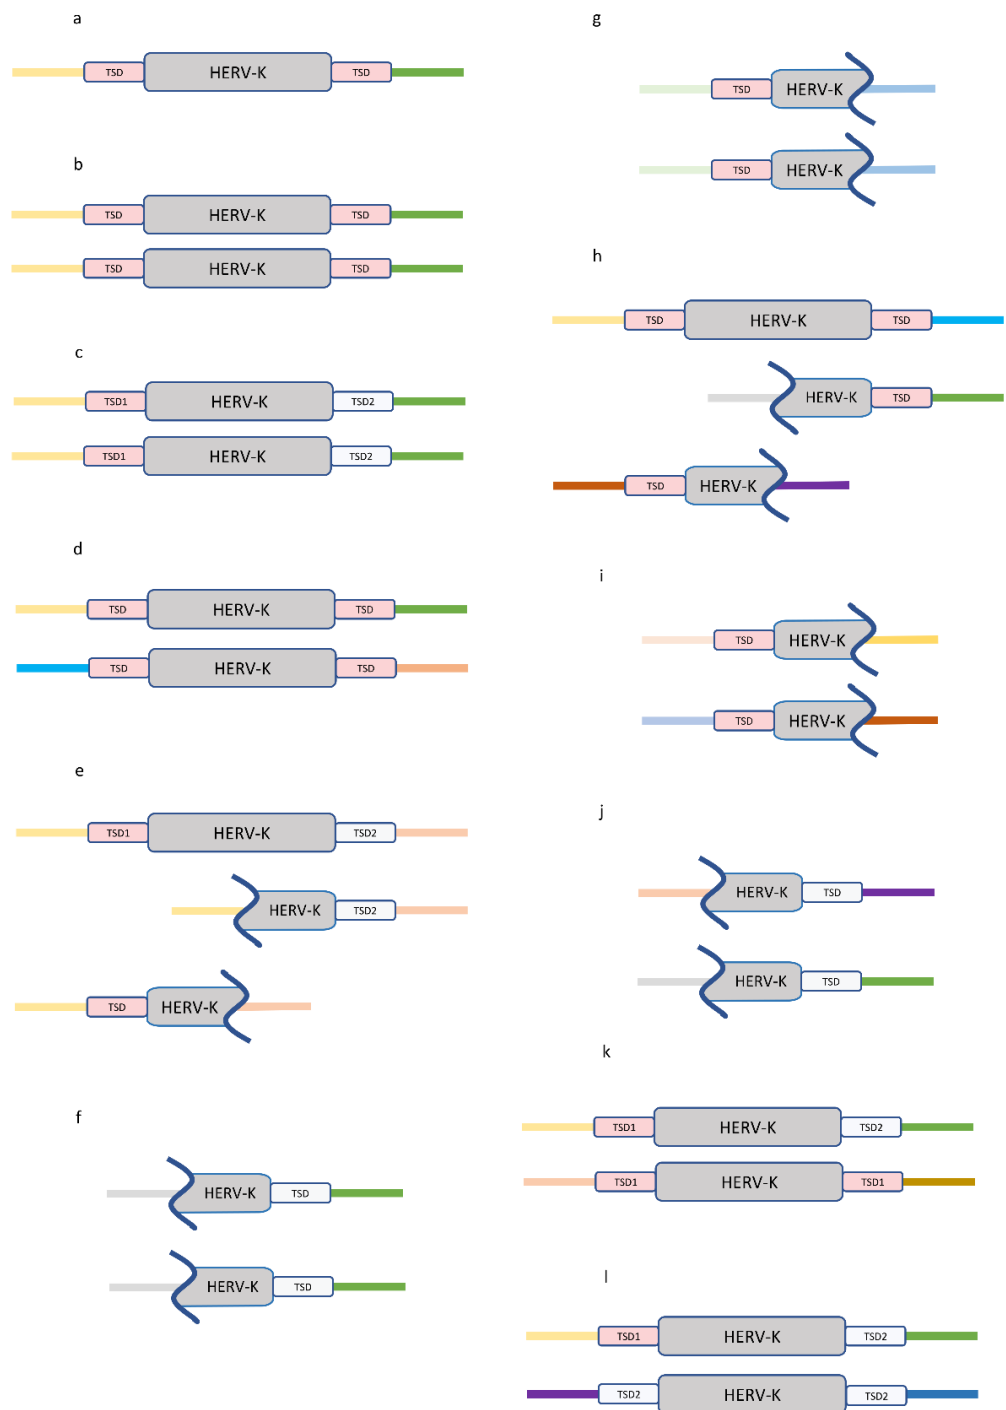 a
TSD HERV-K TSD
b
TSD HERV-K TSD
TSD HERV-K TSD
c
TSD1 HERV-K TSD2
TSD1 HERV-K TSD2
d
TSD HERV-K TSD
TSD HERV-K TSD
e
TSD1 HERV-K TSD2
HERV-K TSD2
TSD HERV-K
f
HERV-K TSD
HERV-K TSD
g
TSD HERV-K
TSD HERV-K
h
TSD HERV-K TSD
HERV-K TSD
TSD HERV-K
i
TSD HERV-K
TSD HERV-K
j
HERV-K TSD
HERV-K TSD
k
TSD1 HERV-K TSD2
TSD1 HERV-K TSD1
l
TSD1 HERV-K TSD2
TSD2 HERV-K TSD2